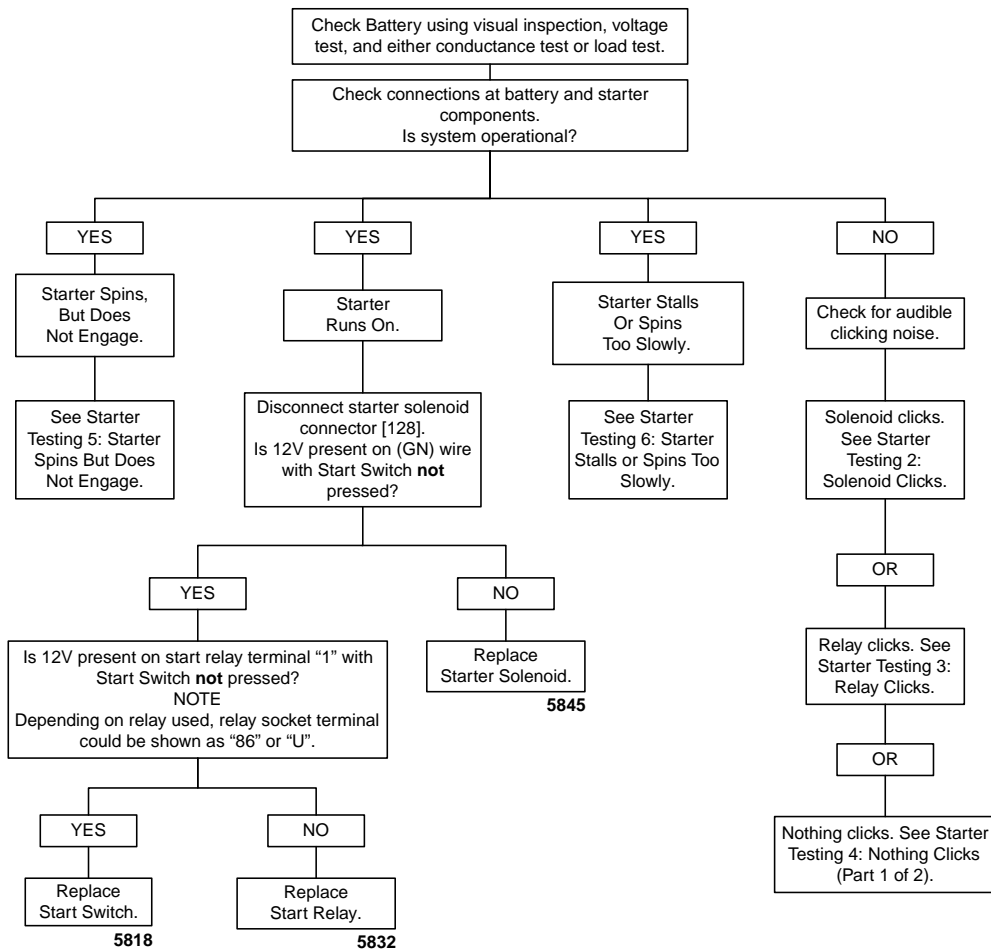 Check Battery using visual inspection, voltage
test, and either conductance test or load test.
Check connections at battery and starter
components.
Is system operational?
YES
YES
YES
NO
Starter Spins,
But Does
Not Engage.
Starter
Runs On.
Starter Stalls
Or Spins
Too Slowly.
Check for audible
clicking noise.
See Starter
Testing 5: Starter
Spins But Does
Not Engage.
Disconnect starter solenoid
connector [128].
Is 12V present on (GN) wire
with Start Switch not
pressed?
See Starter
Testing 6: Starter
Stalls or Spins Too
Slowly.
Solenoid clicks.
See Starter
Testing 2:
Solenoid Clicks.
YES
NO
OR
Is 12V present on start relay terminal “1” with
Start Switch not pressed?
NOTE
Depending on relay used, relay socket terminal
could be shown as “86” or “U”.
Replace
Starter Solenoid.
5845
Relay clicks. See
Starter Testing 3:
Relay Clicks.
OR
YES
NO
Nothing clicks. See Starter
Testing 4: Nothing Clicks
(Part 1 of 2).
Replace
Start Switch.
5818
Replace
Start Relay.
5832